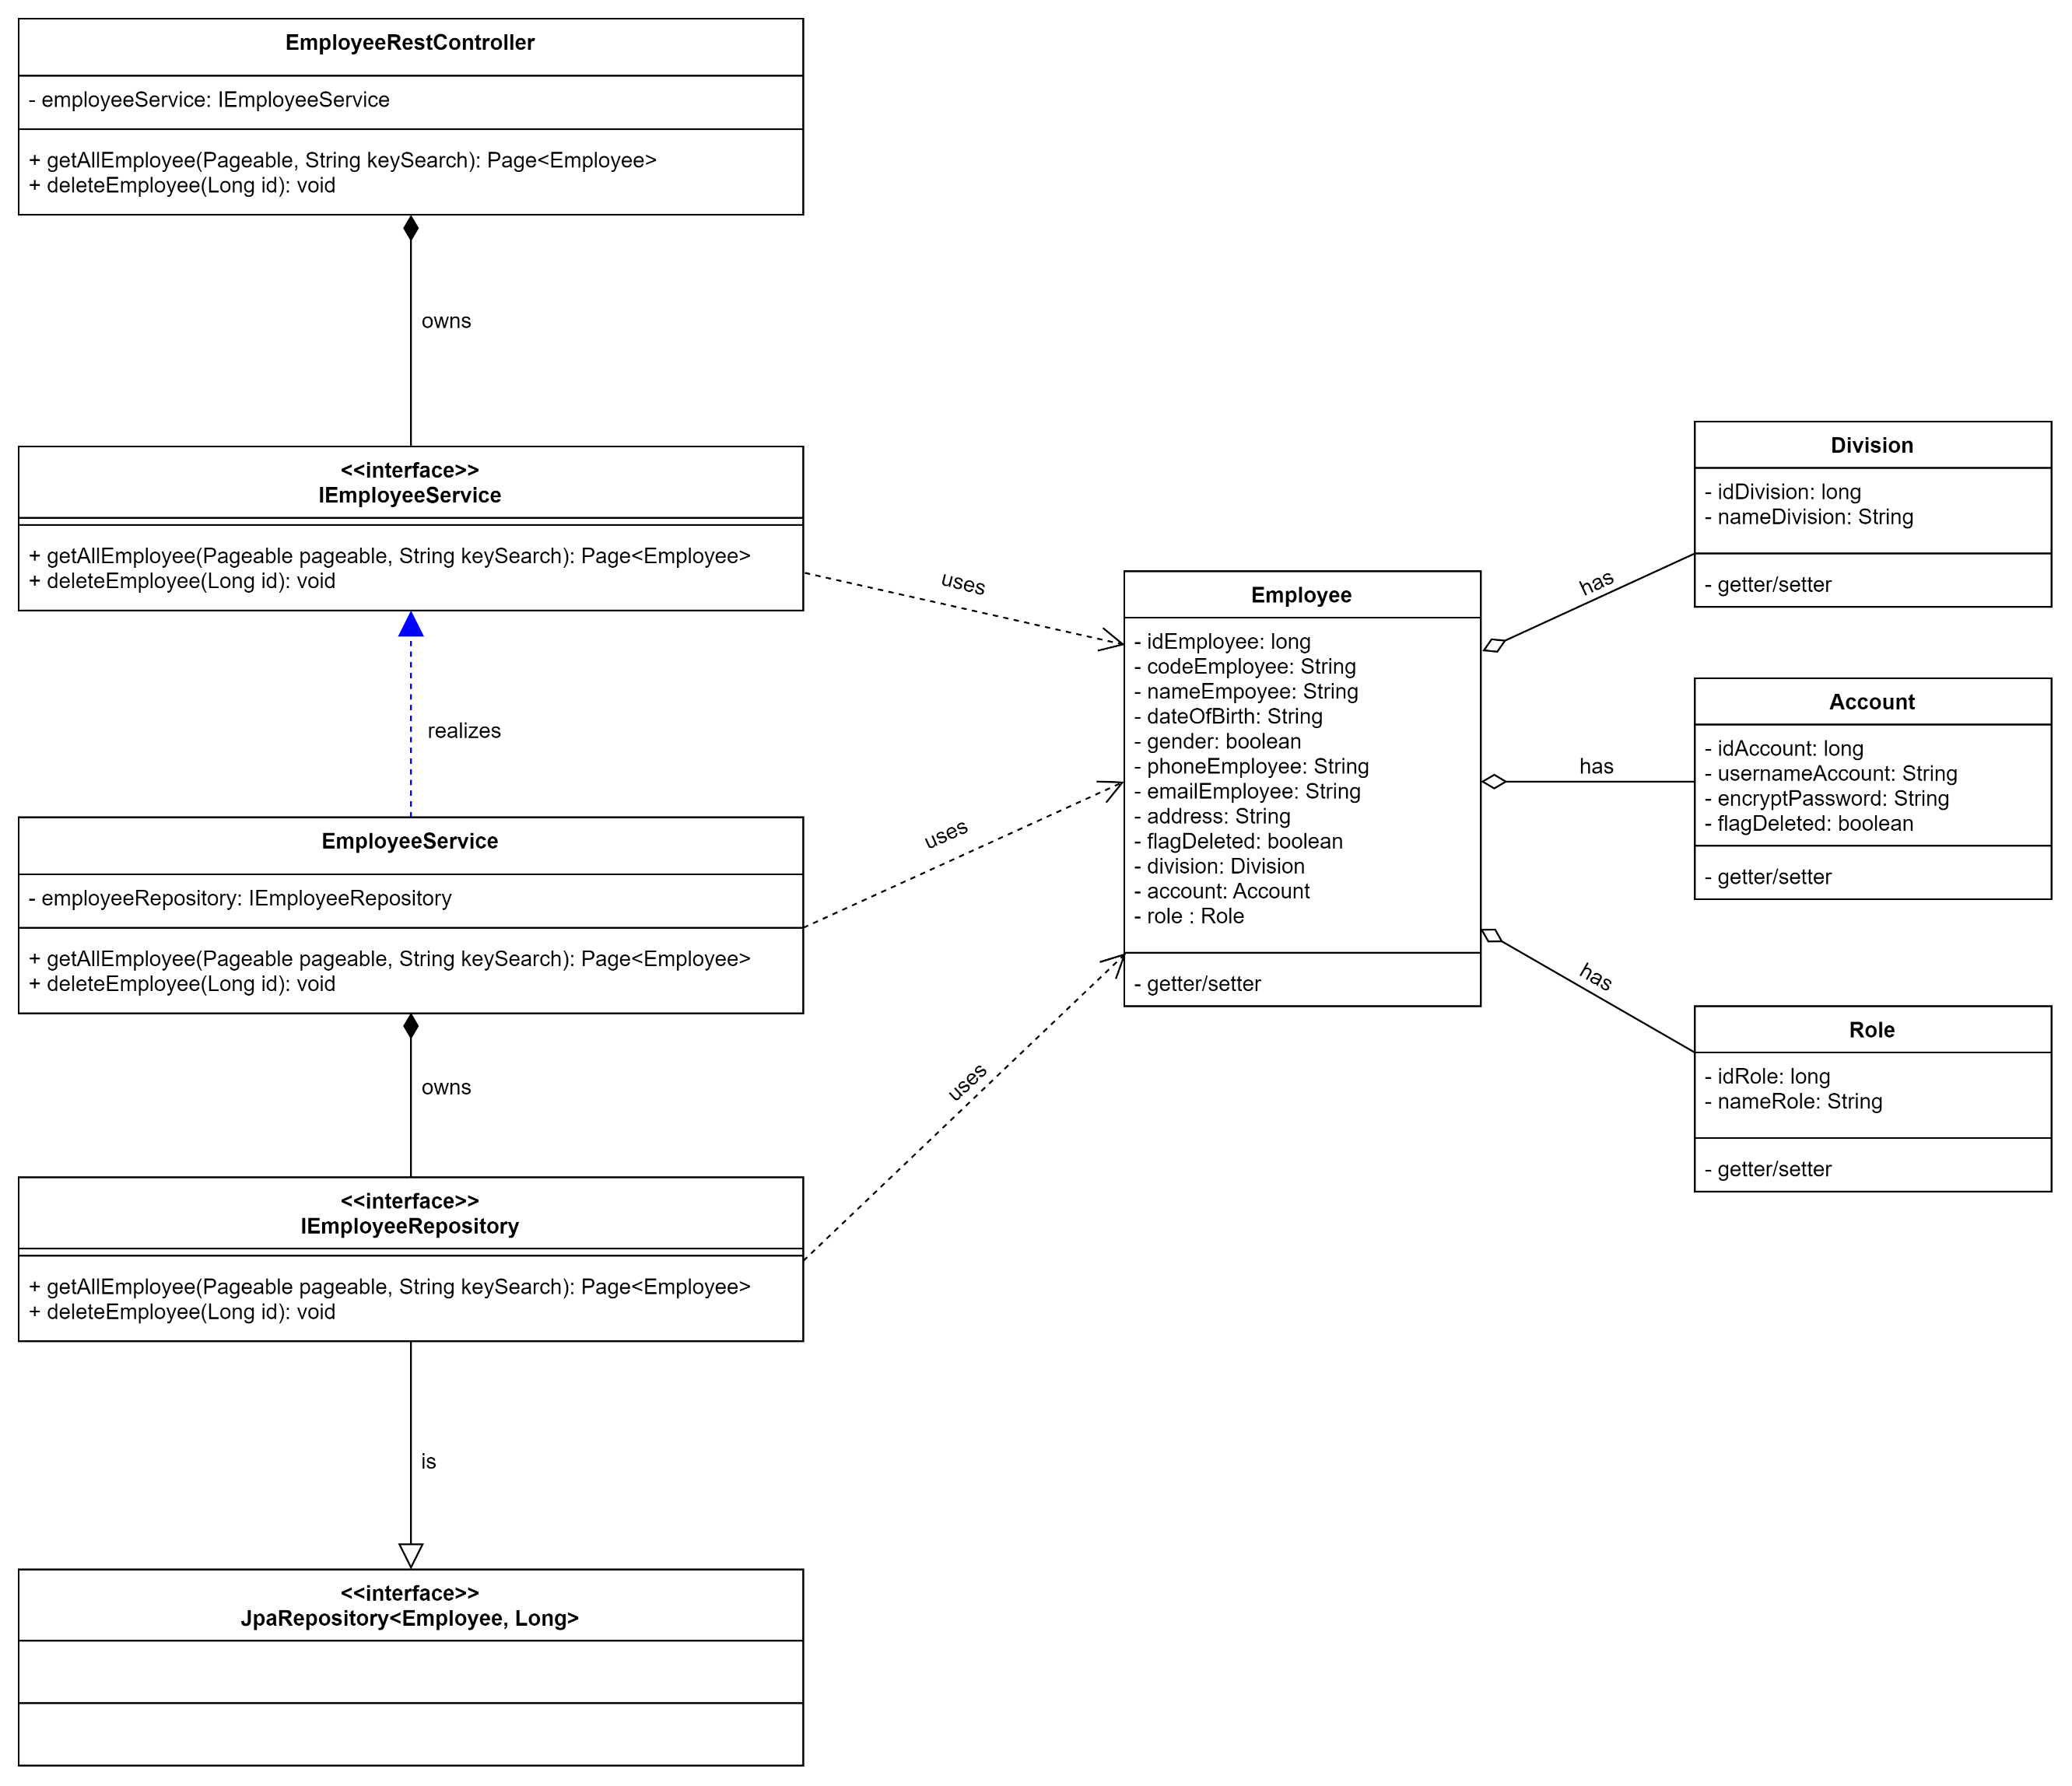 EmployeeRestController
- employeeService: IEmployeeService
+ getAllEmployee(Pageable, String keySearch): Page<Employee>
+ deleteEmployee(Long id): void
owns
<<interface>>
IEmployeeService
+ getAllEmployee(Pageable pageable, String keySearch): Page<Employee>
+ deleteEmployee(Long id): void
realizes
EmployeeService
- employeeRepository: IEmployeeRepository
+ getAllEmployee(Pageable pageable, String keySearch): Page<Employee>
+ deleteEmployee(Long id): void
owns
<<interface>>
IEmployeeRepository
+ getAllEmployee(Pageable pageable, String keySearch): Page<Employee>
+ deleteEmployee(Long id): void
is
<<interface>>
JpaRepository<Employee, Long>
uses
uses
uses
Employee
- idEmployee: long
- codeEmployee: String
- nameEmpoyee: String
- dateOfBirth: String
- gender: boolean
- phoneEmployee: String
- emailEmployee: String
- address: String
- flagDeleted: boolean
- division: Division
- account: Account
- role : Role
- getter/setter
has
has
has
Division
- idDivision: long
- nameDivision: String
- getter/setter
Account
- idAccount: long
- usernameAccount: String
- encryptPassword: String
- flagDeleted: boolean
- getter/setter
Role
- idRole: long
- nameRole: String
- getter/setter